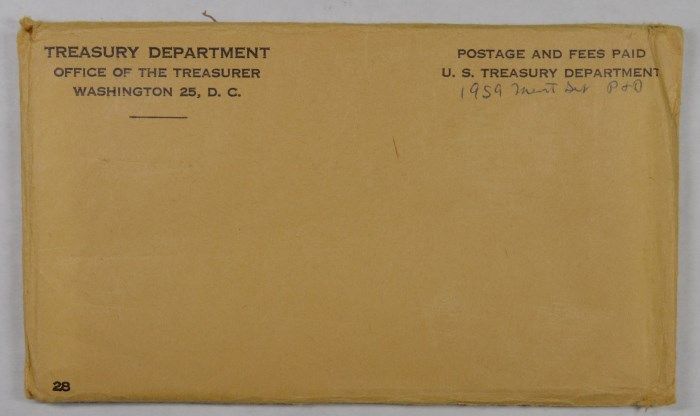 TREASURY DEPARTMENT
OFFICE OF THE TREASURER
WASHINGTON 25, D. C.
POSTAGE AND FEES PAID
U. S. TREASURY DEPARTMENT
1959 Mint Set P+D
28